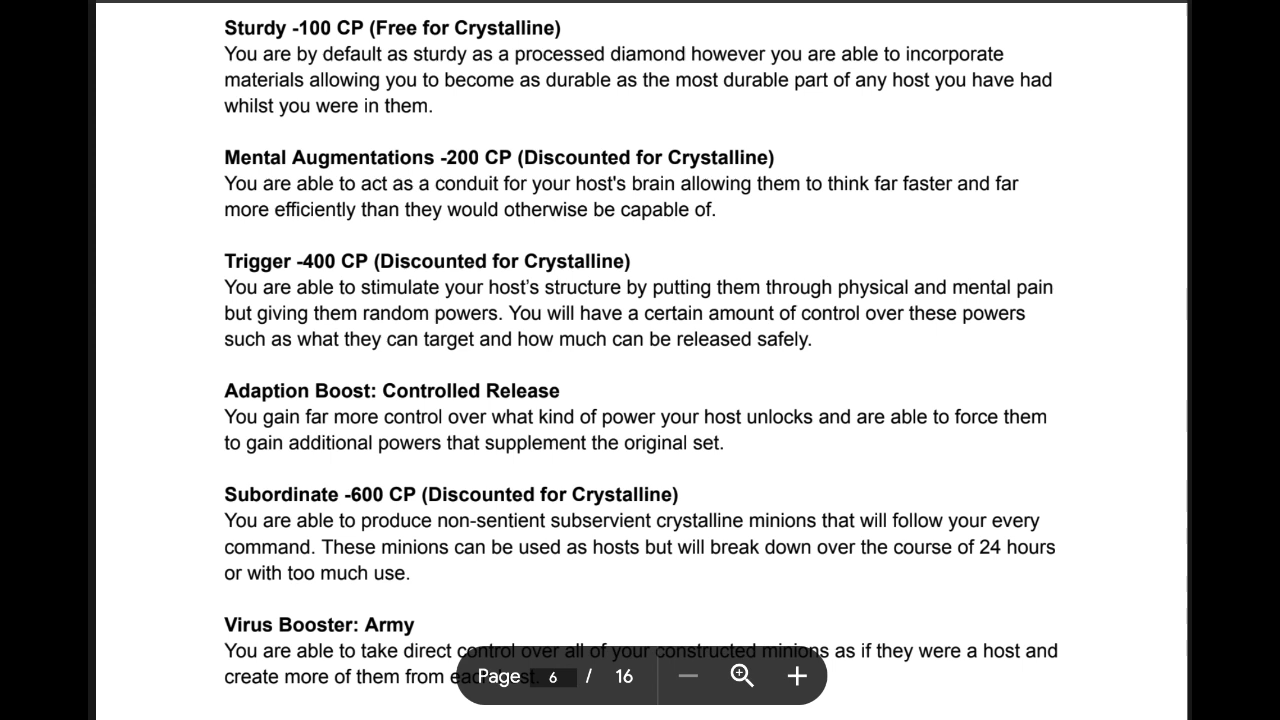 Sturdy -100 CP (Free for Crystalline)
You are by default as sturdy as a processed diamond however you are able to incorporate
materials allowing you to become as durable as the most durable part of any host you have had
whilst you were in them.
Mental Augmentations -200 CP (Discounted for Crystalline)
You are able to act as a conduit for your host's brain allowing them to think far faster and far
more efficiently than they would otherwise be capable of.
Trigger -400 CP (Discounted for Crystalline)
You are able to stimulate your host’s structure by putting them through physical and mental pain
but giving them random powers. You will have a certain amount of control over these powers
such as what they can target and how much can be released safely.
Adaption Boost: Controlled Release
You gain far more control over what kind of power your host unlocks and are able to force them
to gain additional powers that supplement the original set.
Subordinate -600 CP (Discounted for Crystalline)
You are able to produce non-sentient subservient crystalline minions that will follow your every
command. These minions can be used as hosts but will break down over the course of 24 hours
or with too much use.
Virus Booster: Army
You are able to take direct control over all of your constructed minions as if they were a host and
create more of them from each host.
Page 6 / 16